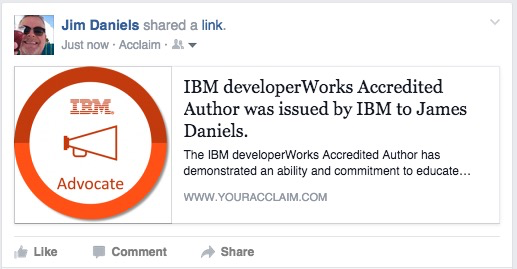 Jim Daniels shared a link.
Just now · Acclaim ·
IBM
Advocate
IBM developerWorks Accredited
Author was issued by IBM to James
Daniels.
The IBM developerWorks Accredited Author has
demonstrated an ability and commitment to educate…
WWW.YOURACCLAIM.COM
Like Comment Share